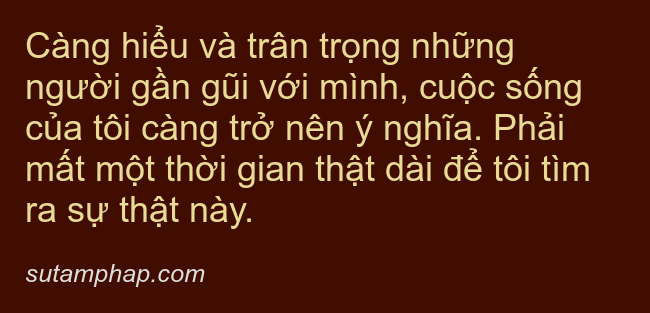 Càng hiểu và trân trọng những
người gần gũi với mình, cuộc sống
của tôi càng trở nên ý nghĩa. Phải
mất một thời gian thật dài để tôi tìm
ra sự thật này.
sutamphap.com